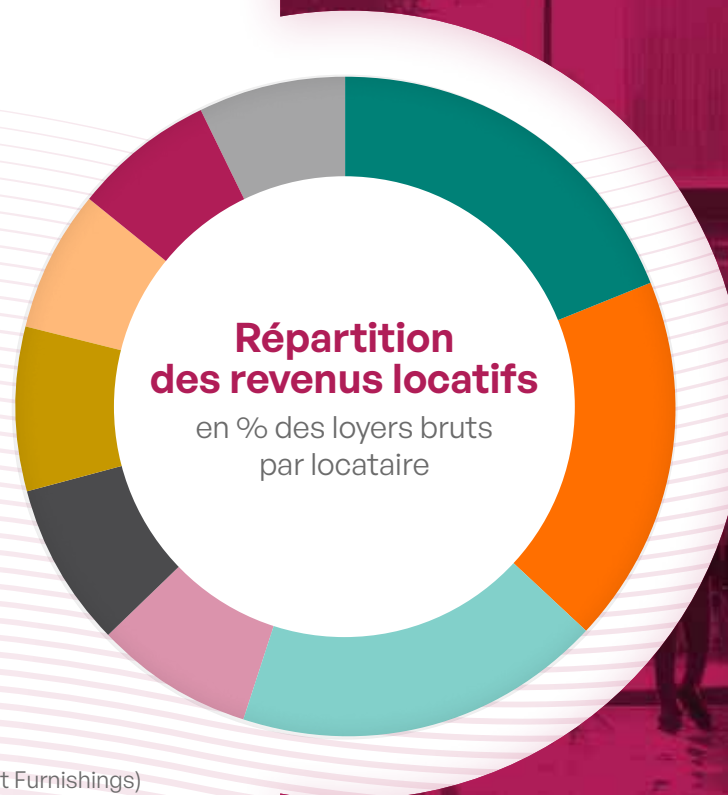 Répartition
des revenus locatifs
en % des loyers bruts
par locataire
t Furnishings)